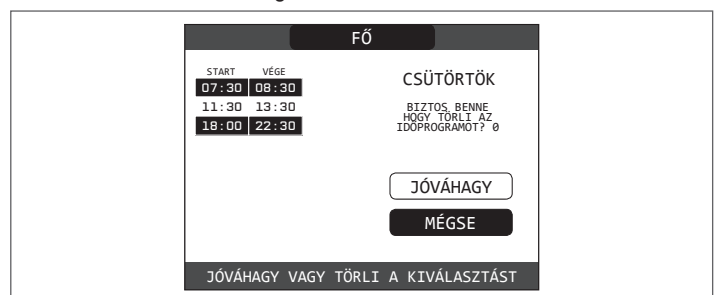 FŐ
START VÉGE
07:30 08:30
11:30 13:30
18:00 22:30
CSÜTÖRTÖK
BIZTOS BENNE
HOGY TÖRLI AZ
IDŐPROGRAMOT? 0
JÓVÁHAGY
MÉGSE
JÓVÁHAGY VAGY TÖRLI A KIVÁLASZTÁST